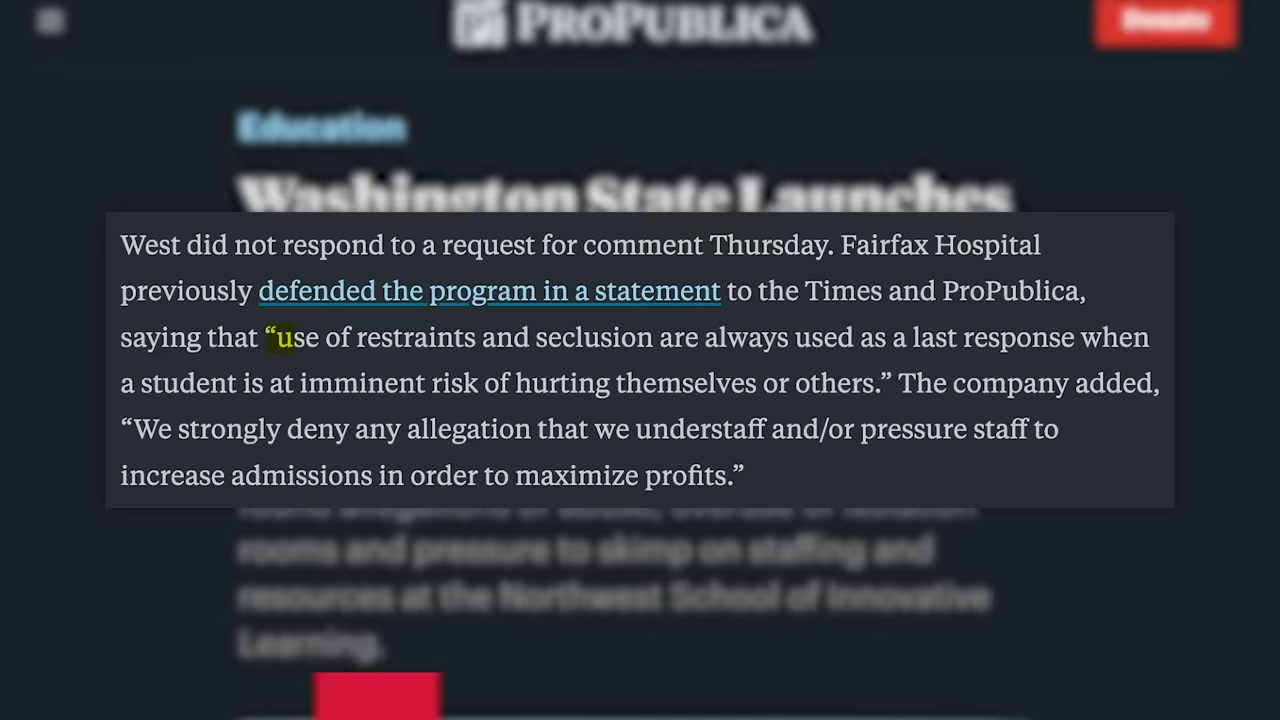 PROPUBLICA
Donate
Education
Washington State Launches
West did not respond to a request for comment Thursday. Fairfax Hospital
previously defended the program in a statement to the Times and ProPublica,
saying that “use of restraints and seclusion are always used as a last response when
a student is at imminent risk of hurting themselves or others.” The company added,
“We strongly deny any allegation that we understaff and/or pressure staff to
increase admissions in order to maximize profits.”
rooms and pressure to skimp on staffing and
resources at the Northwest School of Innovative
Learning.